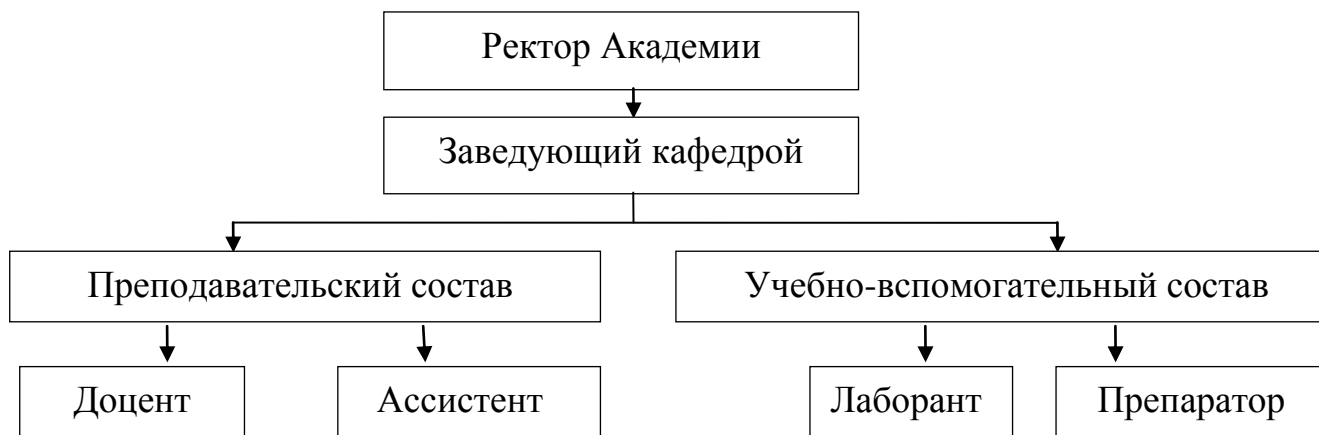 Ректор Академии
Заведующий кафедрой
Преподавательский состав
Учебно-вспомогательный состав
Доцент
Ассистент
Лаборант
Препаратор